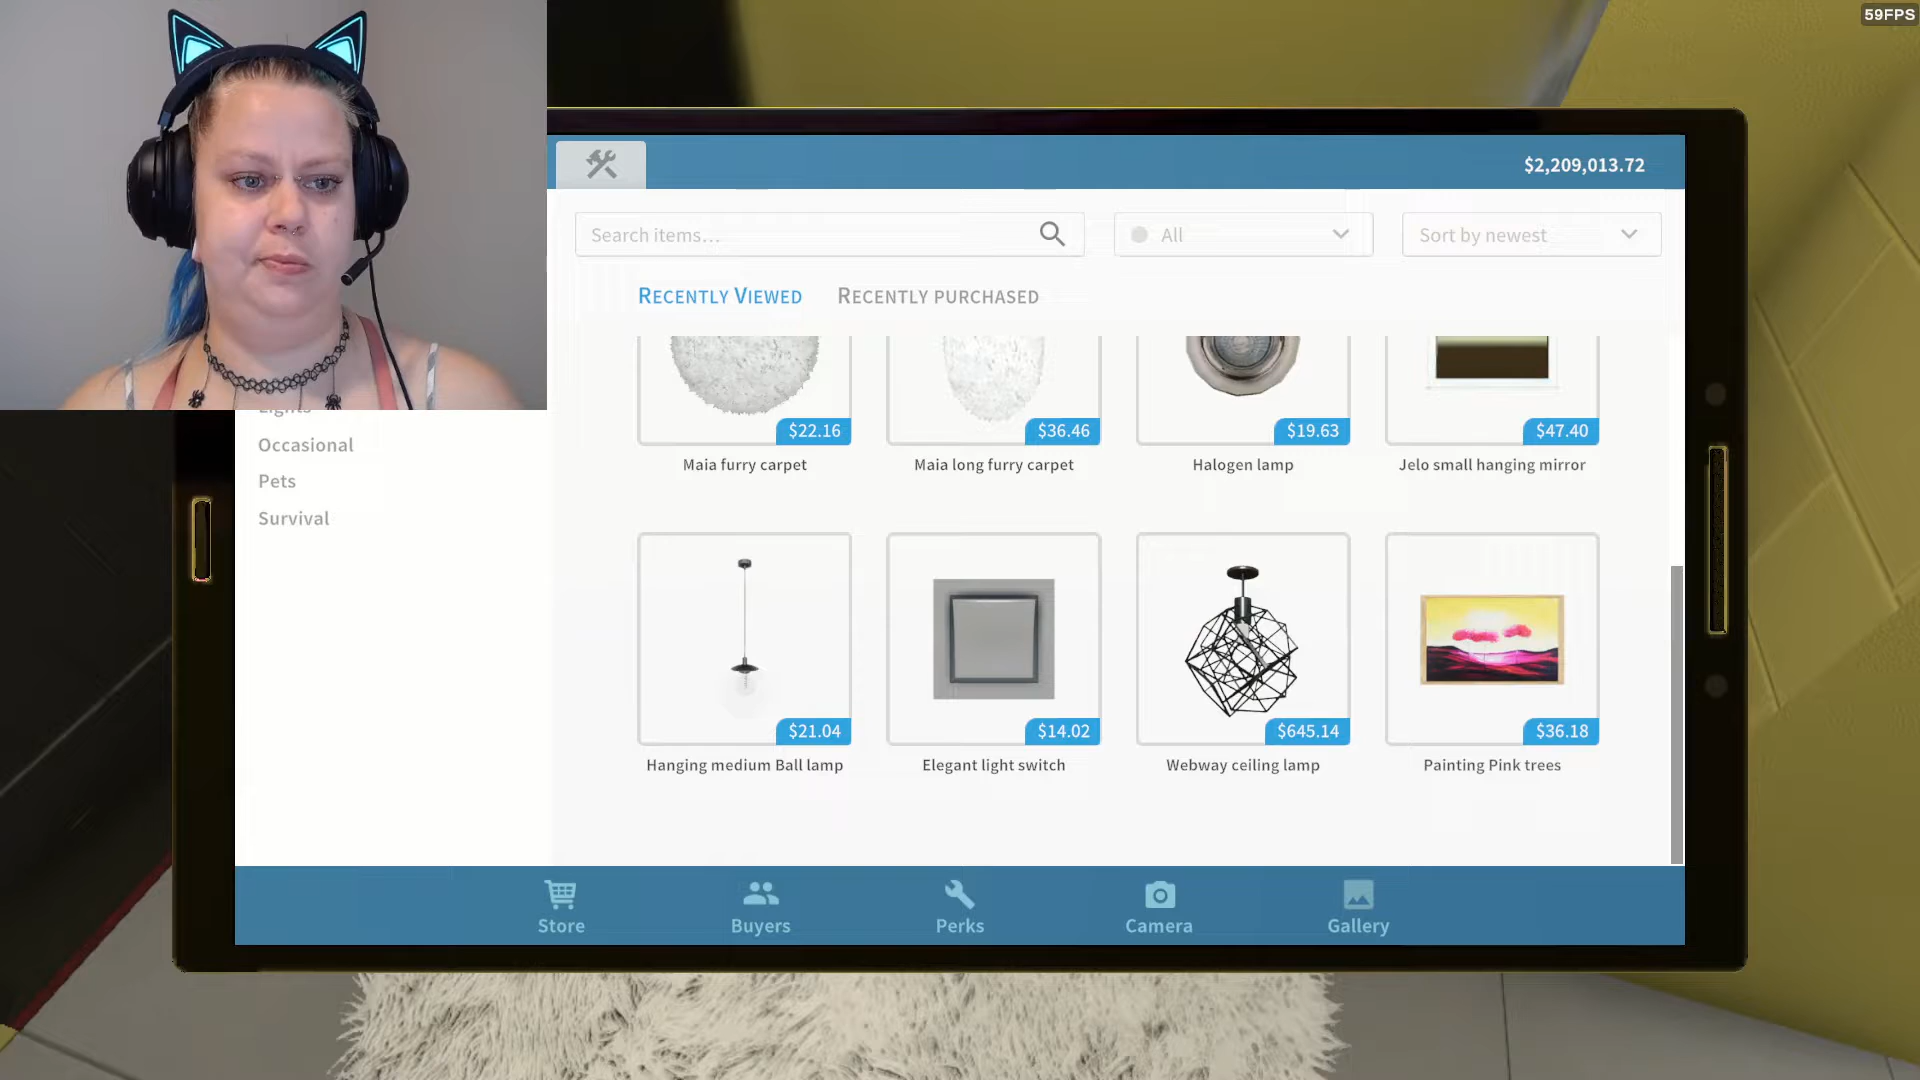 59FPS
$2,209,013.72
Search items...
All
Sort by newest
RECENTLY VIEWED
RECENTLY PURCHASED
$22.16
$36.46
$19.63
$47.40
Maia furry carpet
Maia long furry carpet
Halogen lamp
Jelo small hanging mirror
Lights
Occasional
Pets
Survival
$21.04
$14.02
$645.14
$36.18
Hanging medium Ball lamp
Elegant light switch
Webway ceiling lamp
Painting Pink trees
Store
Buyers
Perks
Camera
Gallery